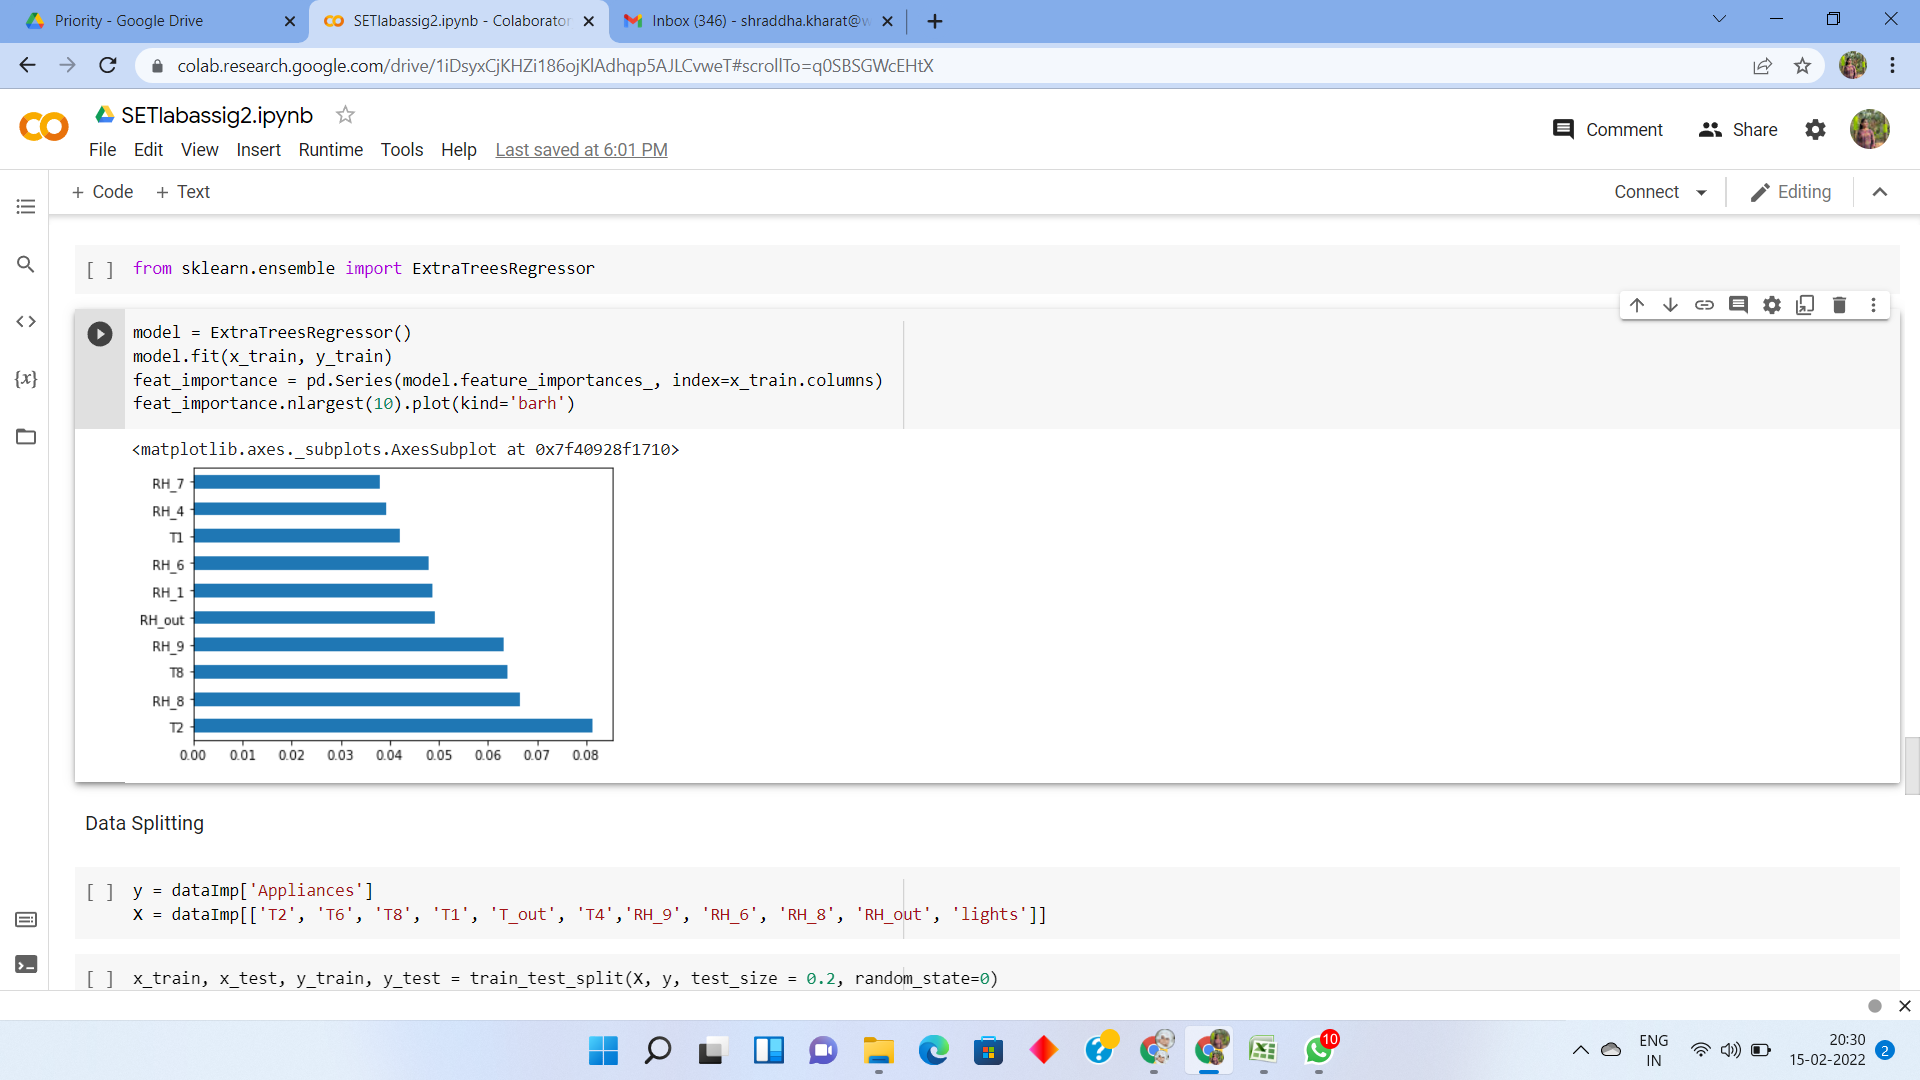 Priority - Google Drive
SETlabassig2.ipynb - Colaborator
Inbox (346) - shraddha.kharat@w
colab.research.google.com/drive/1iDsyxCjKHZi186ojKlAdhqp5AJLCvweT#scrollTo=q0SBSGWcEHtX
SETlabassig2.ipynb
Comment
Share
File Edit View Insert Runtime Tools Help Last saved at 6:01 PM
+ Code + Text
Connect
Editing
{x}
[ ] from sklearn.ensemble import ExtraTreesRegressor
model = ExtraTreesRegressor()
model.fit(x_train, y_train)
feat_importance = pd.Series(model.feature_importances_, index=x_train.columns)
feat_importance.nlargest(10).plot(kind='barh')
<matplotlib.axes._subplots.AxesSubplot at 0x7f40928f1710>
RH_7
RH_4
T1
RH_6
RH_1
RH_out
RH_9
T8
RH_8
T2
0.00 0.01 0.02 0.03 0.04 0.05 0.06 0.07 0.08
Data Splitting
[ ] y = dataImp['Appliances']
X = dataImp[['T2', 'T6', 'T8', 'T1', 'T_out', 'T4','RH_9', 'RH_6', 'RH_8', 'RH_out', 'lights']]
[ ] x_train, x_test, y_train, y_test = train_test_split(X, y, test_size = 0.2, random_state=0)
10
ENG
IN
20:30
15-02-2022
2